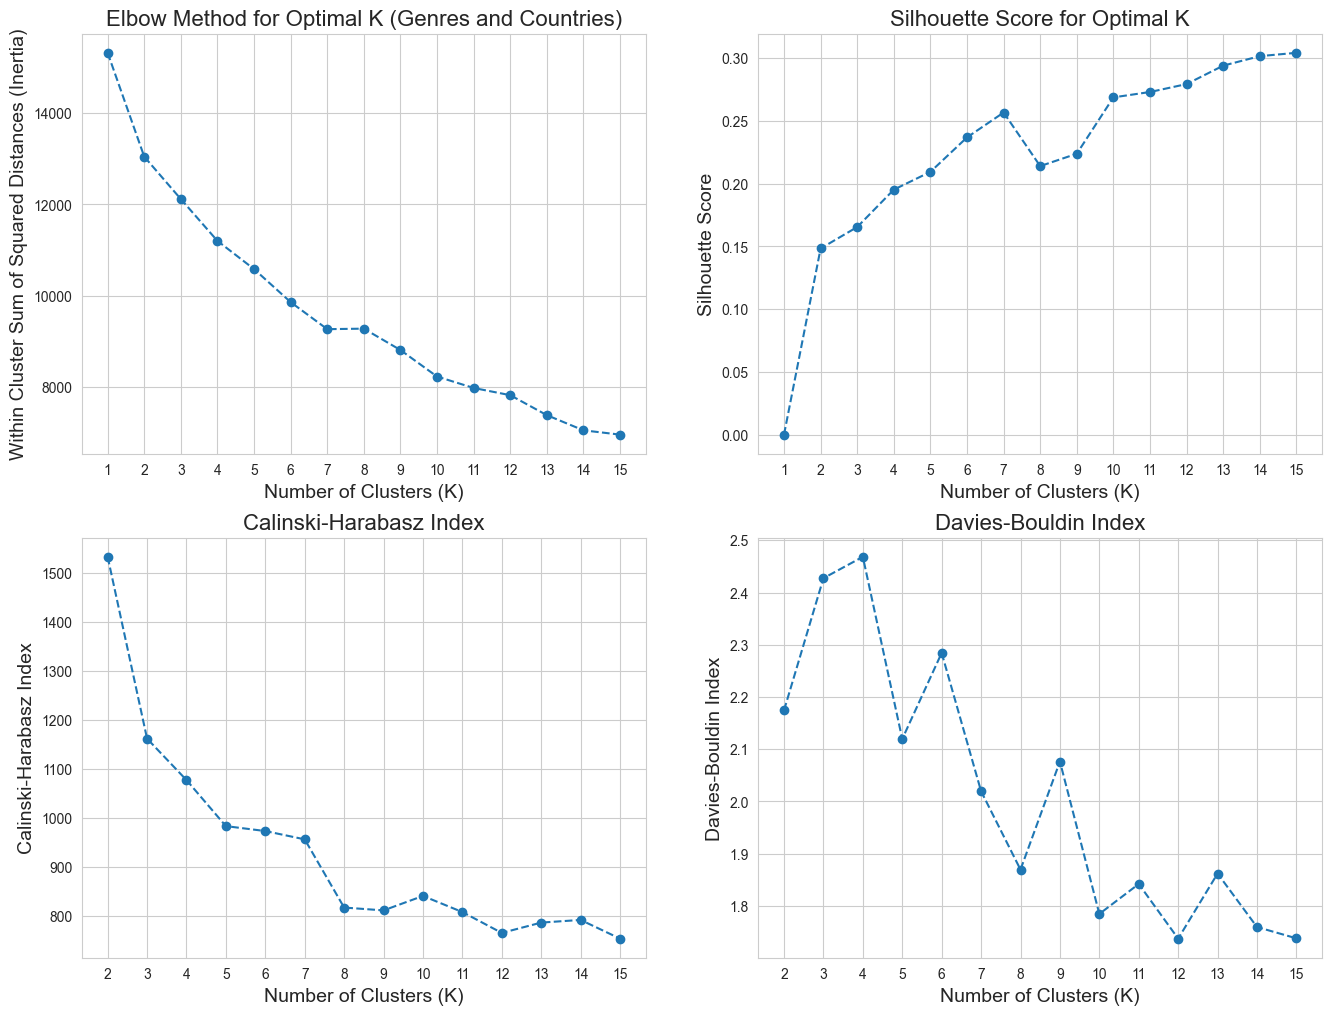 Elbow Method for Optimal K (Genres and Countries)
Within Cluster Sum of Squared Distances (Inertia)
14000
12000
10000
8000
1 2 3 4 5 6 7 8 9 10 11 12 13 14 15
Number of Clusters (K)
Silhouette Score for Optimal K
Silhouette Score
0.30
0.25
0.20
0.15
0.10
0.05
0.00
1 2 3 4 5 6 7 8 9 10 11 12 13 14 15
Number of Clusters (K)
Calinski-Harabasz Index
Calinski-Harabasz Index
1500
1400
1300
1200
1100
1000
900
800
2 3 4 5 6 7 8 9 10 11 12 13 14 15
Number of Clusters (K)
Davies-Bouldin Index
Davies-Bouldin Index
2.5
2.4
2.3
2.2
2.1
2.0
1.9
1.8
2 3 4 5 6 7 8 9 10 11 12 13 14 15
Number of Clusters (K)